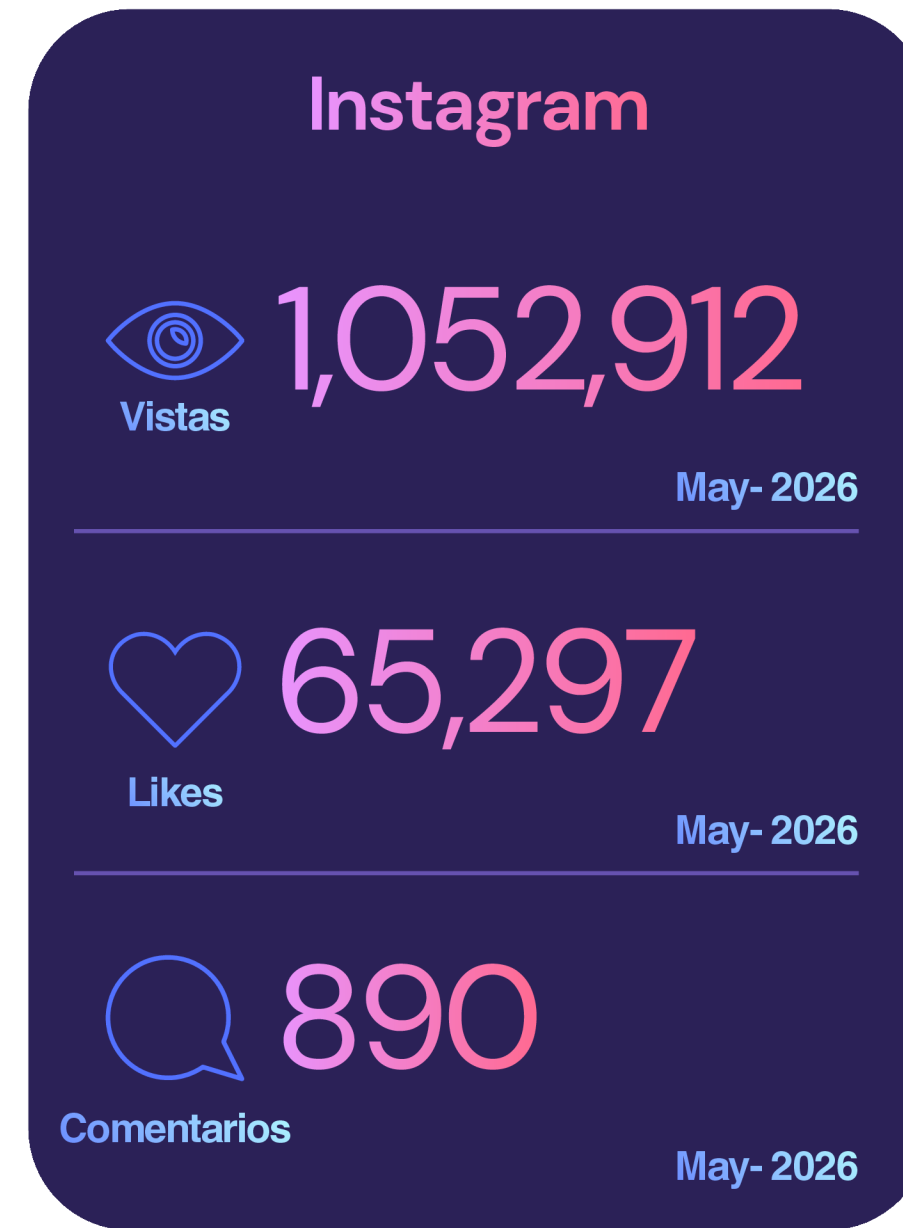 Instagram
1,052,912
Vistas
May- 2026
65,297
Likes
May- 2026
890
Comentarios
May- 2026